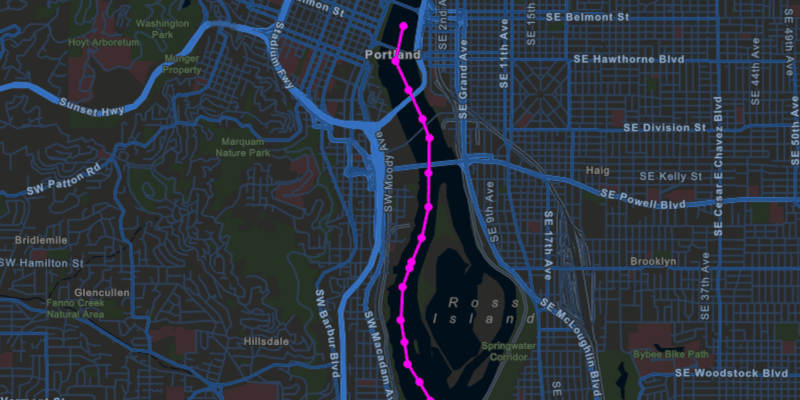 Washington
Park
Hoyt Arboretum
Munger
Property
Sunset Hwy
Stadium Fwy
SE Belmont St
SE Grand Ave
SE 11th Ave
SE 15th
SE 49th Ave
Portland
SE Hawthorne Blvd
SE 44th Ave
SE Division St
SE 50th Ave
Marquam
Nature Park
SW Moody Ave
SW Patton Rd
Haig
SE Kelly St
SE Powell Blvd
SE Cesar E Chavez Blvd
SE 9th Ave
SE 17th Ave
Bridlemile
SW Hamilton St
Brooklyn
SE 37th Ave
Glencullen
Fanno Creek
Natural Area
Ross
Island
SE McLoughlin Blvd
SW Barbur Blvd
SW Macadam Av
Hillsdale
Springwater
Corridor
Bybee Bike Path
SE Woodstock Blvd
SE